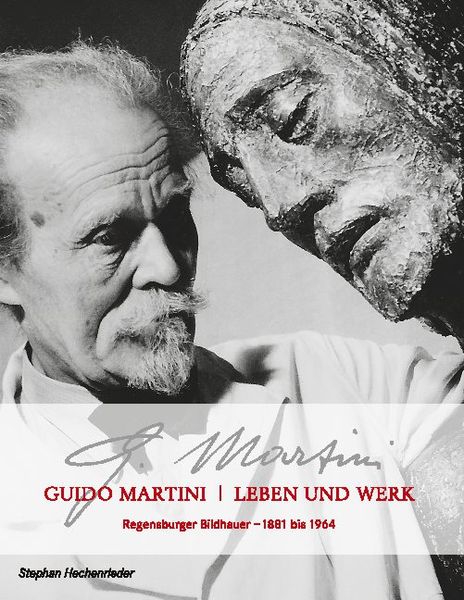 G. Martini
GUIDO MARTINI | LEBEN UND WERK
Regensburger Bildhauer – 1881 bis 1964
Stephan Hechenrieder